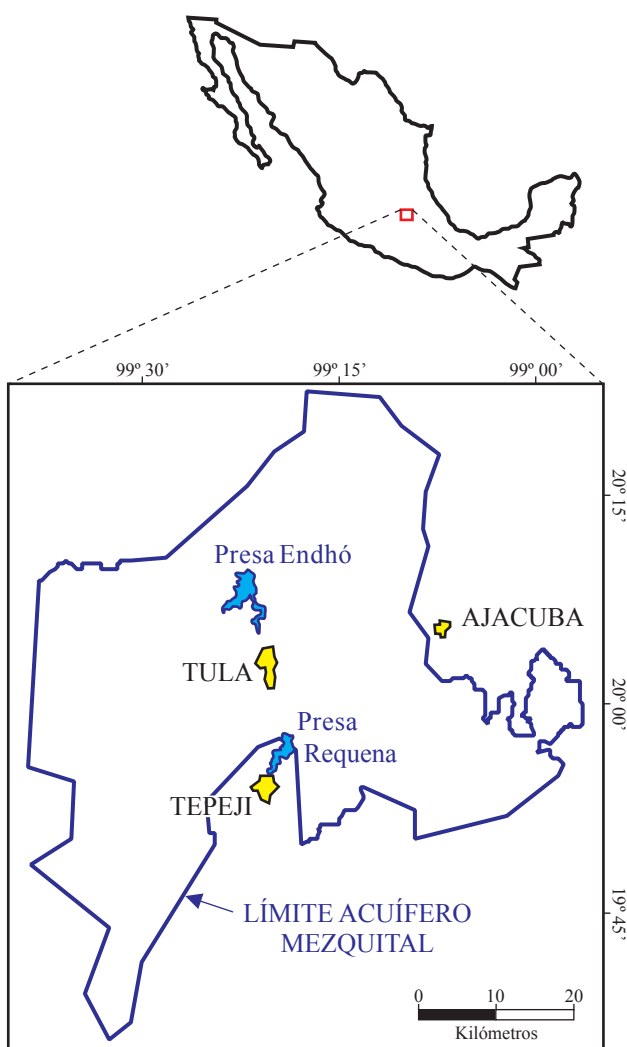 99º 30’
99º 15’
99º 00’
20º 15’
Presa Endhó
AJACUBA
TULA
20º 00’
Presa
Requena
TEPEJI
LÍMITE ACUÍFERO
MEZQUITAL
19º 45’
0 10 20
Kilómetros